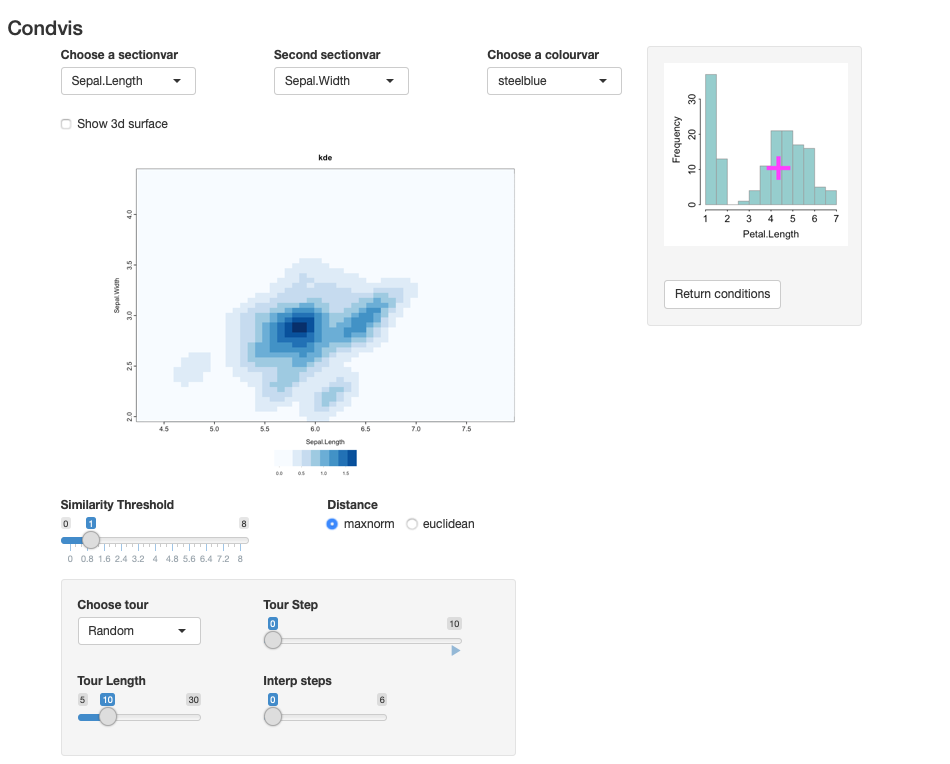 Condvis
Choose a sectionvar
Second sectionvar
Choose a colourvar
Sepal.Length
Sepal.Width
steelblue
Show 3d surface
kde
Sepal.Width
4.0
3.5
3.0
2.5
2.0
4.5 5.0 5.5 6.0 6.5 7.0 7.5
Sepal.Length
0.0 0.5 1.0 1.5
Frequency
30
20
10
0
1 2 3 4 5 6 7
Petal.Length
Return conditions
Similarity Threshold
0 1 8
0 0.8 1.6 2.4 3.2 4 4.8 5.6 6.4 7.2 8
Distance
maxnorm euclidean
Choose tour
Random
Tour Step
0 10
Tour Length
5 10 30
Interp steps
0 6